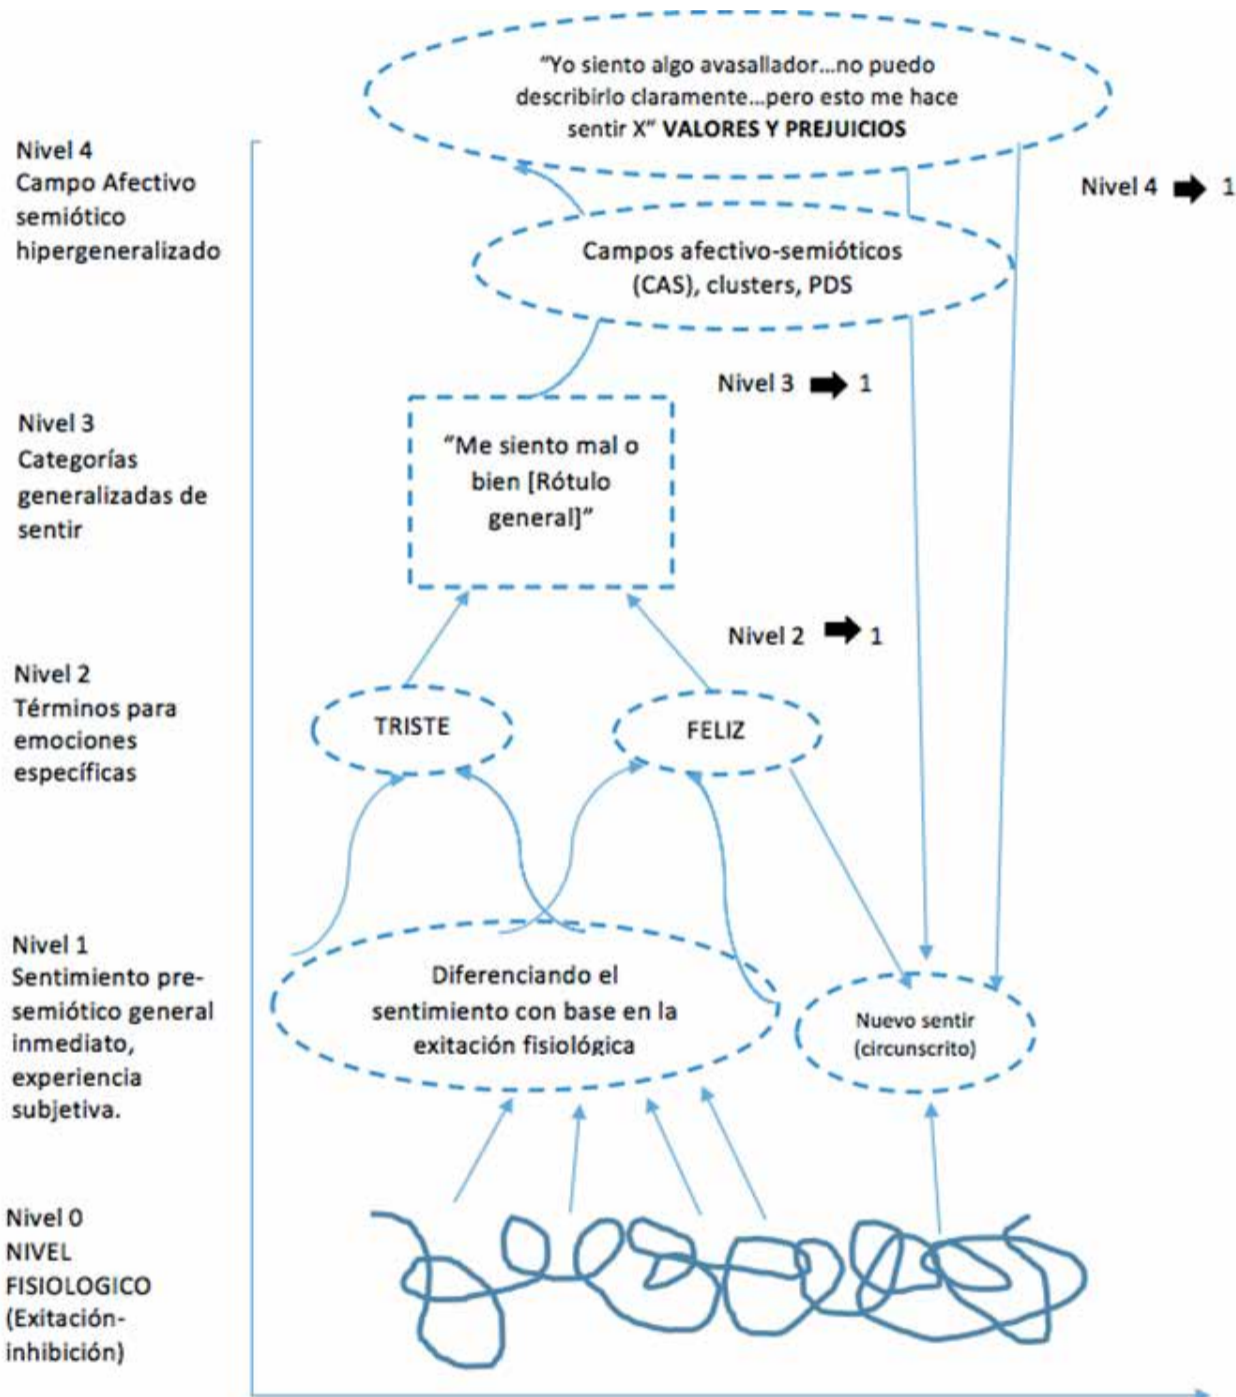 "Yo siento algo avasallador...no puedo
describirlo claramente...pero esto me hace
sentir X" VALORES Y PREJUICIOS
Nivel 4
Campo Afectivo
semiótico
hipergeneralizado
Nivel 4 ➡ 1
Campos afectivo-semióticos
(CAS), clusters, PDS
Nivel 3 ➡ 1
Nivel 3
Categorías
generalizadas de
sentir
"Me siento mal o
bien [Rótulo
general]"
Nivel 2 ➡ 1
Nivel 2
Términos para
emociones
específicas
TRISTE
FELIZ
Nivel 1
Sentimiento pre-
semiótico general
inmediato,
experiencia
subjetiva.
Diferenciando el
sentimiento con base en la
exitación fisiológica
Nuevo sentir
(circunscrito)
Nivel 0
NIVEL
FISIOLOGICO
(Exitación-
inhibición)